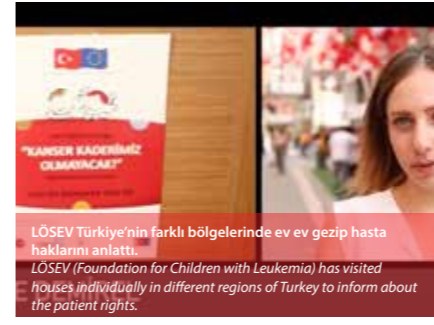 "KANSER KADERİMİZ
OLMAYACAK!"
LÖSEV Türkiye'nin farklı bölgelerinde ev ev gezip hasta
haklarını anlattı.
LÖSEV (Foundation for Children with Leukemia) has visited
houses individually in different regions of Turkey to inform about
the patient rights.